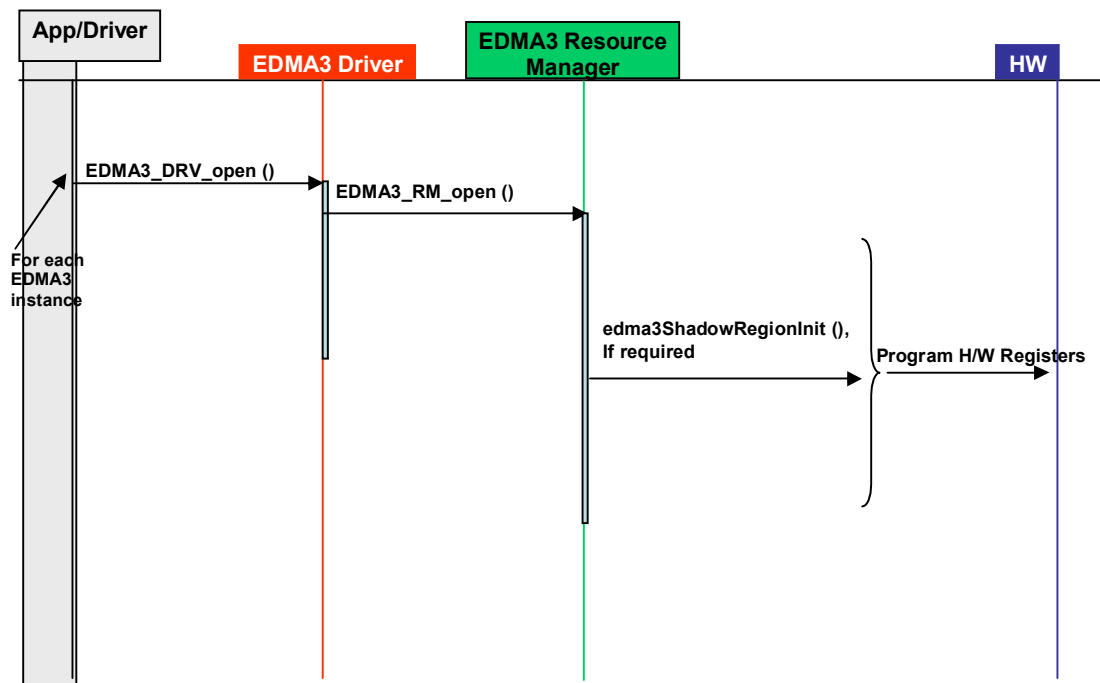 App/Driver
EDMA3 Driver
EDMA3 Resource
Manager
HW
EDMA3_DRV_open ()
EDMA3_RM_open ()
For each
EDMA3
instance
edma3ShadowRegionInit (),
If required
Program H/W Registers